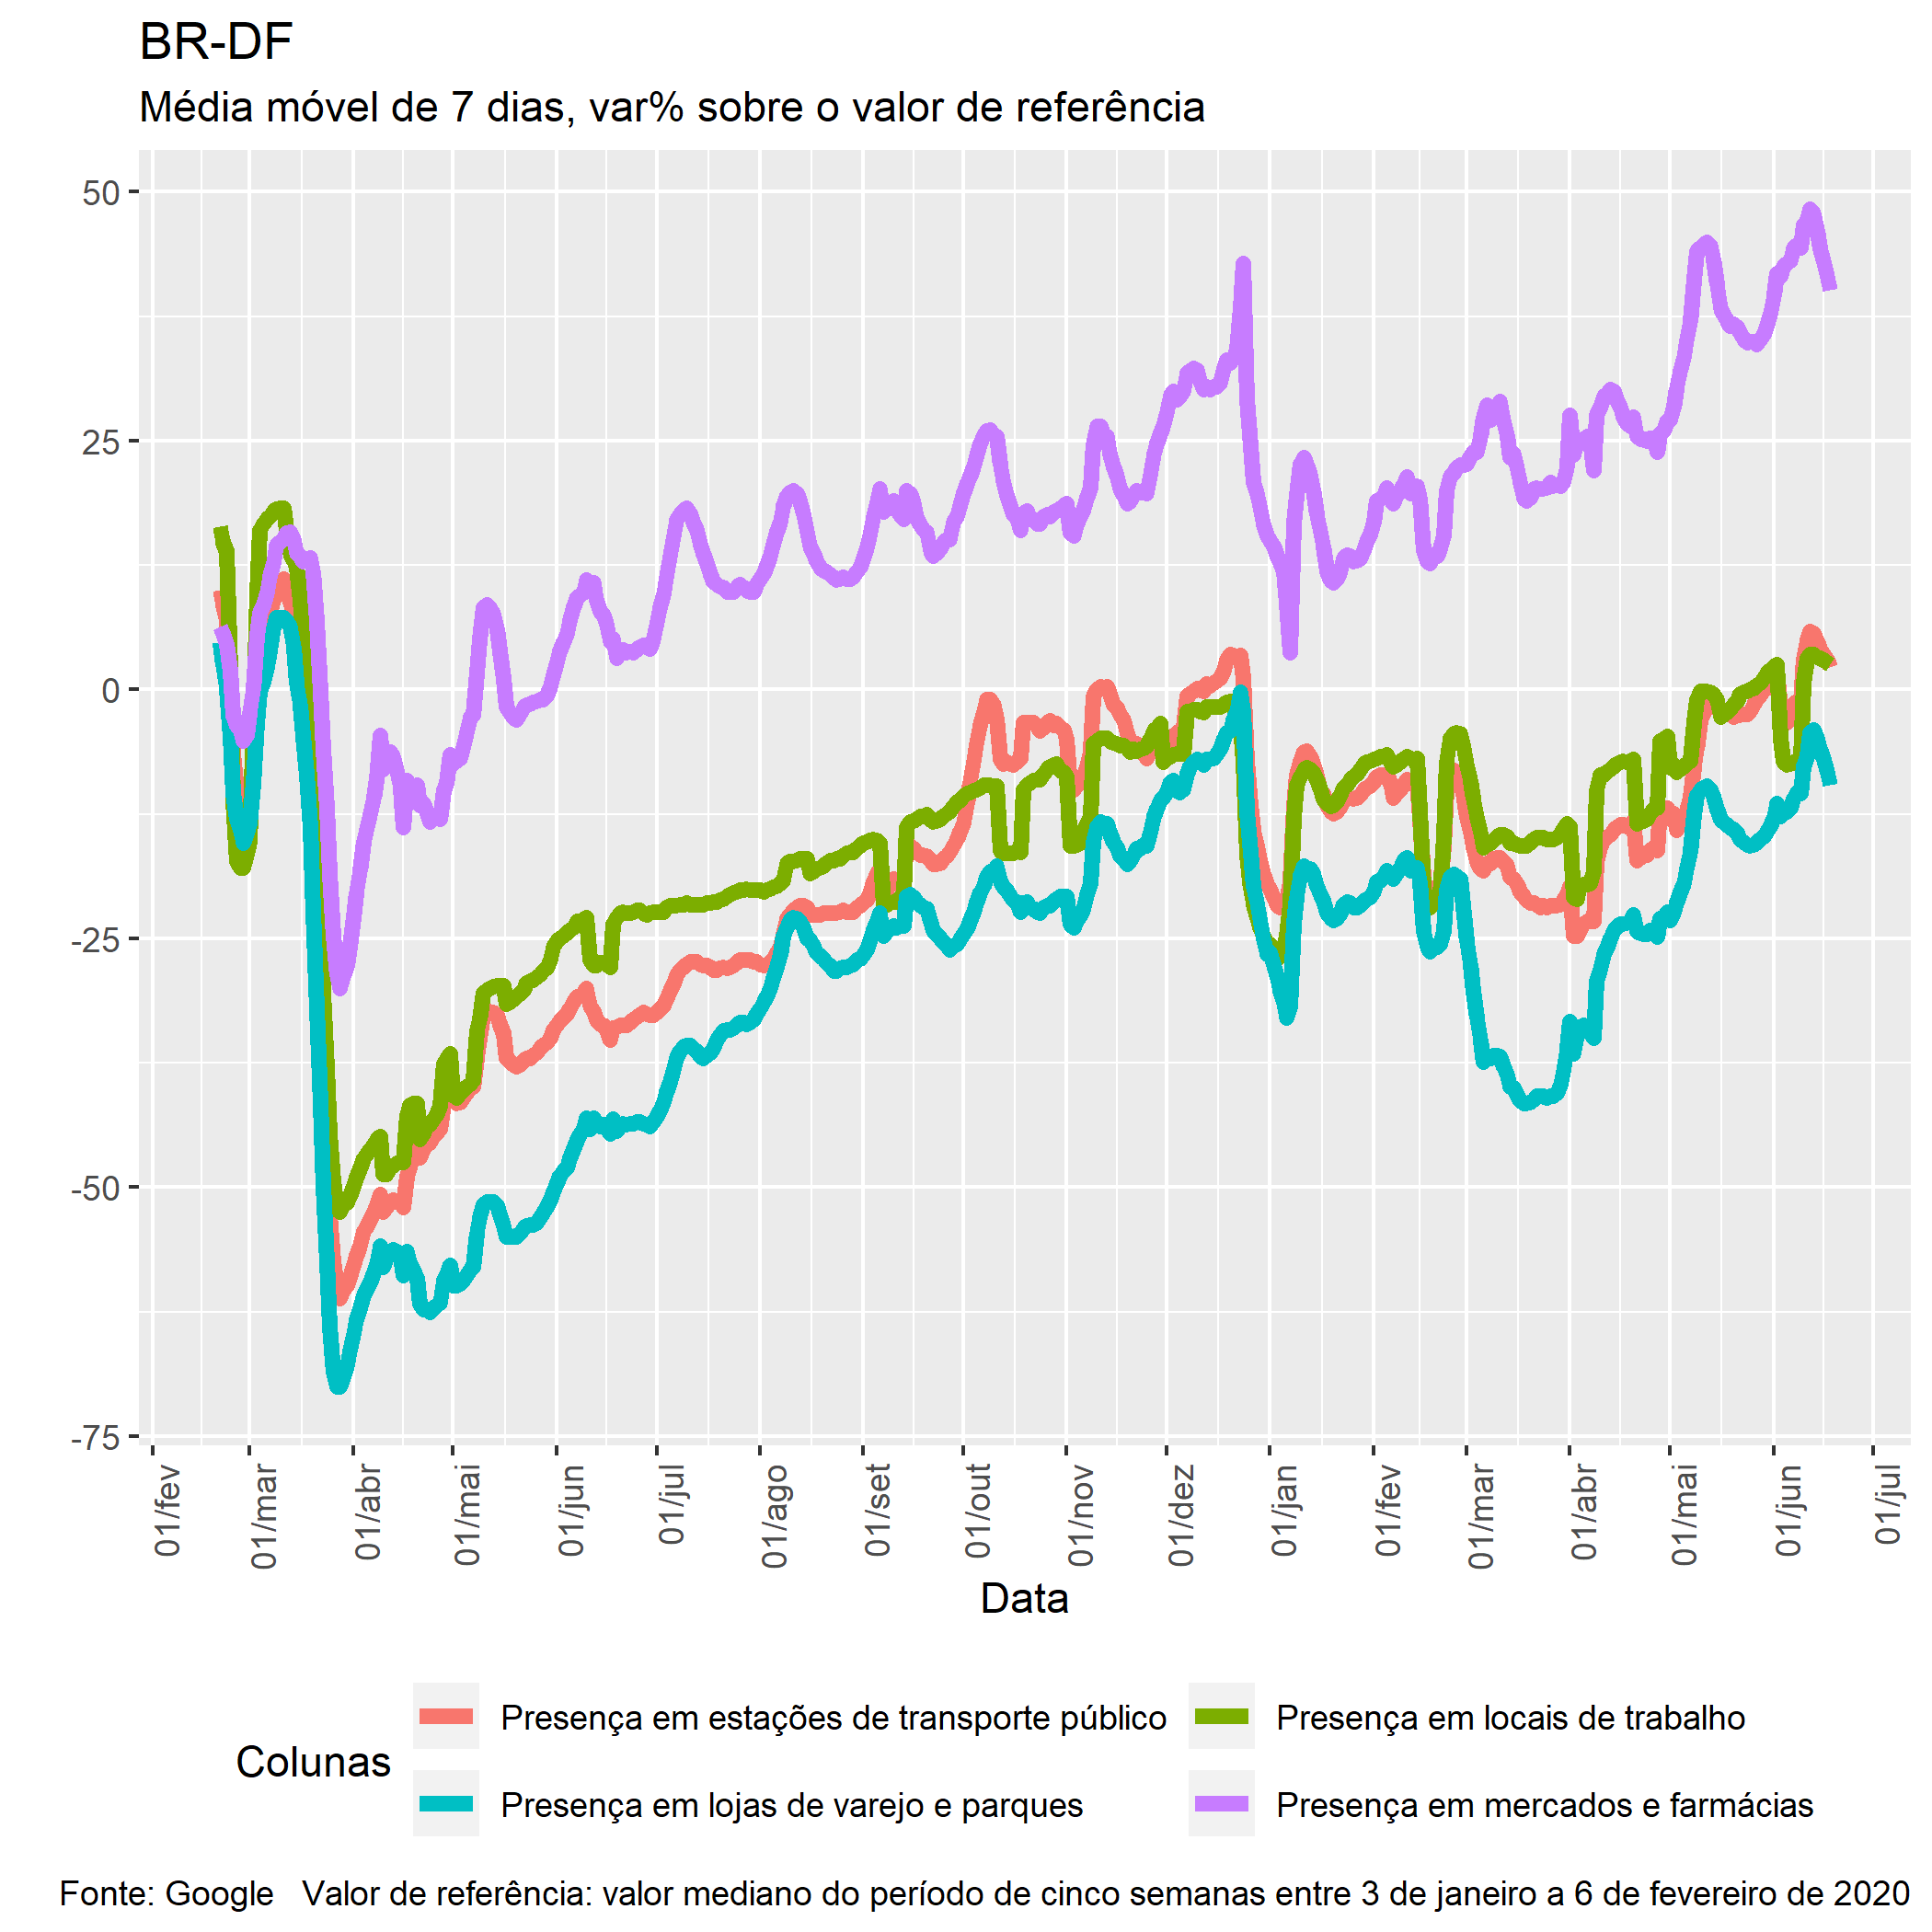 BR-DF
Média móvel de 7 dias, var% sobre o valor de referência
50
25
0
-25
-50
-75
01/fev
01/mar
01/abr
01/mai
01/jun
01/jul
01/ago
01/set
01/out
01/nov
01/dez
01/jan
01/fev
01/mar
01/abr
01/mai
01/jun
01/jul
Data
Colunas
Presença em estações de transporte público
Presença em locais de trabalho
Presença em lojas de varejo e parques
Presença em mercados e farmácias
Fonte: Google   Valor de referência: valor mediano do período de cinco semanas entre 3 de janeiro a 6 de fevereiro de 2020